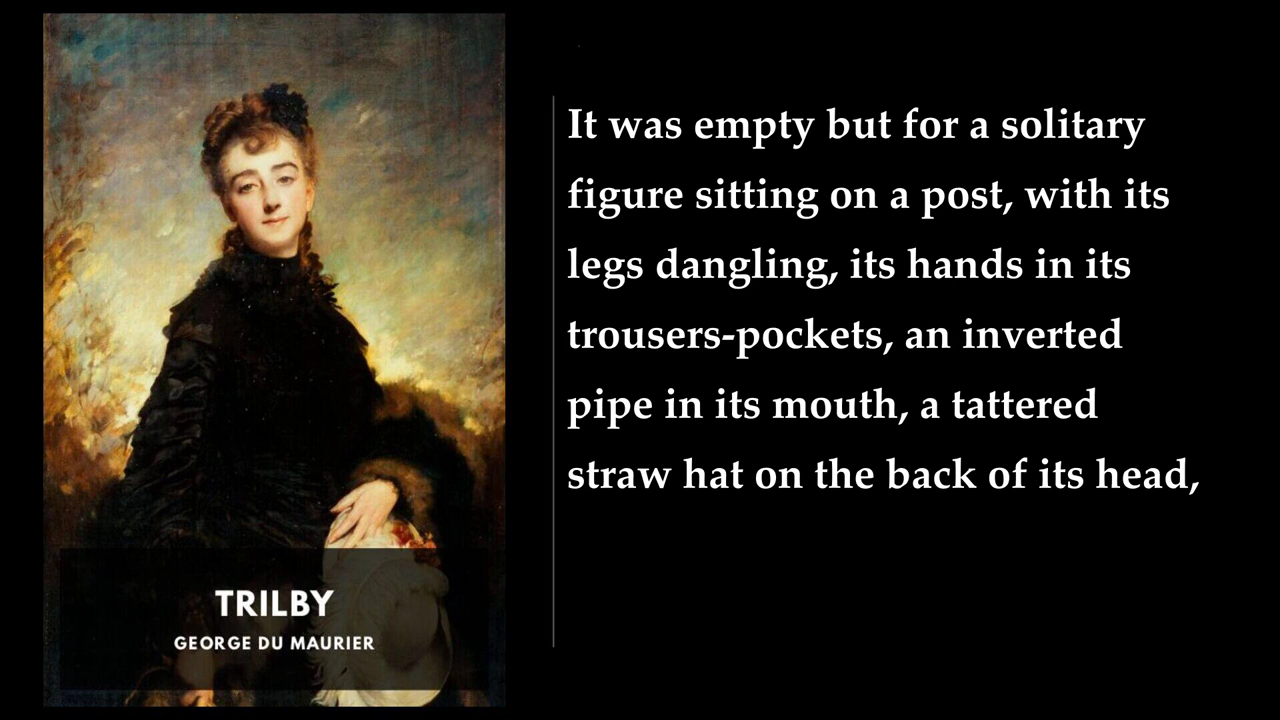 It was empty but for a solitary
figure sitting on a post, with its
legs dangling, its hands in its
trousers-pockets, an inverted
pipe in its mouth, a tattered
straw hat on the back of its head,
TRILBY
GEORGE DU MAURIER